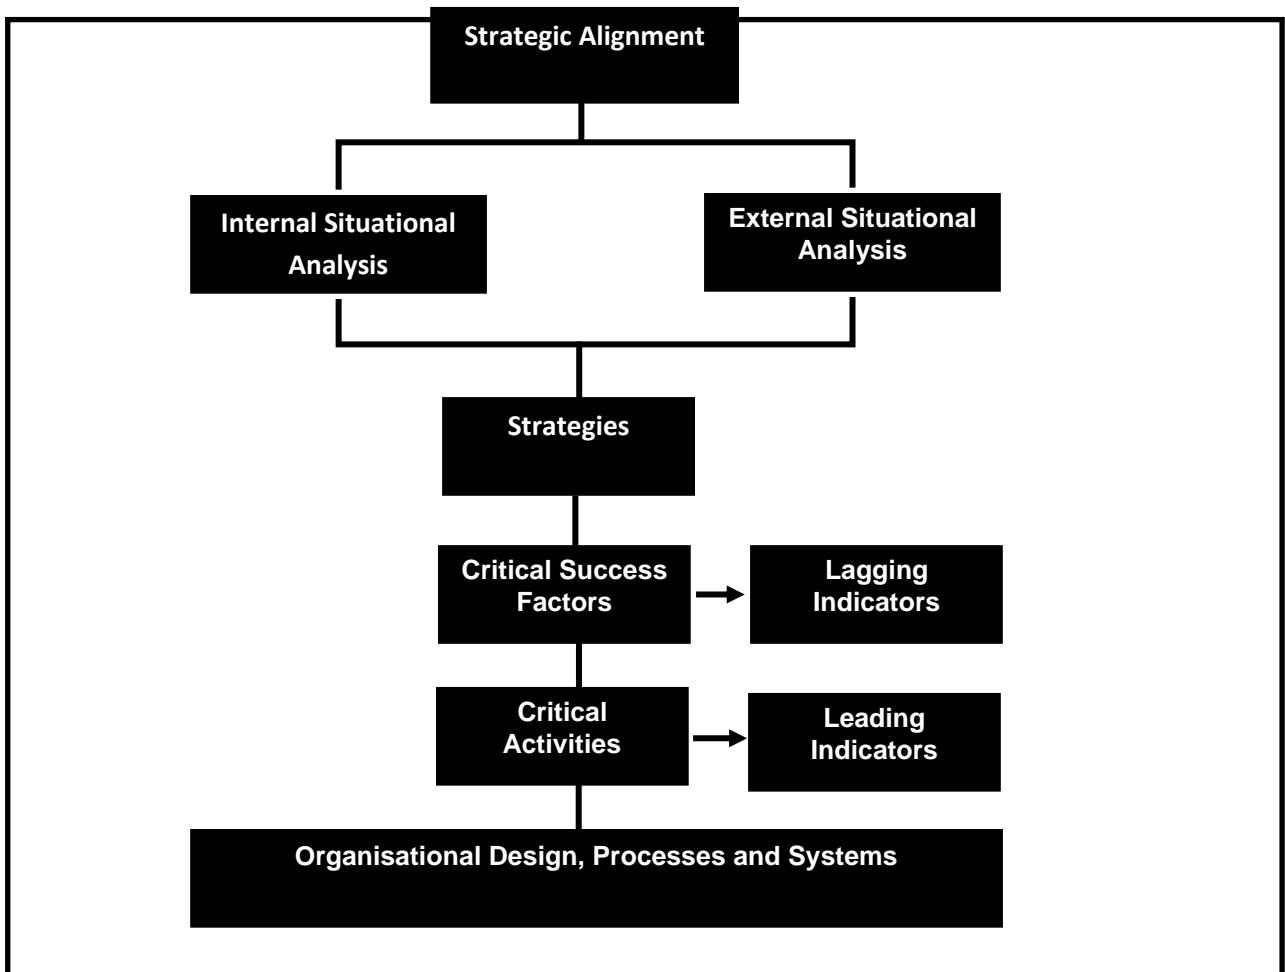 Strategic Alignment
Internal Situational
Analysis
External Situational
Analysis
Strategies
Critical Success
Factors
Lagging
Indicators
Critical
Activities
Leading
Indicators
Organisational Design, Processes and Systems